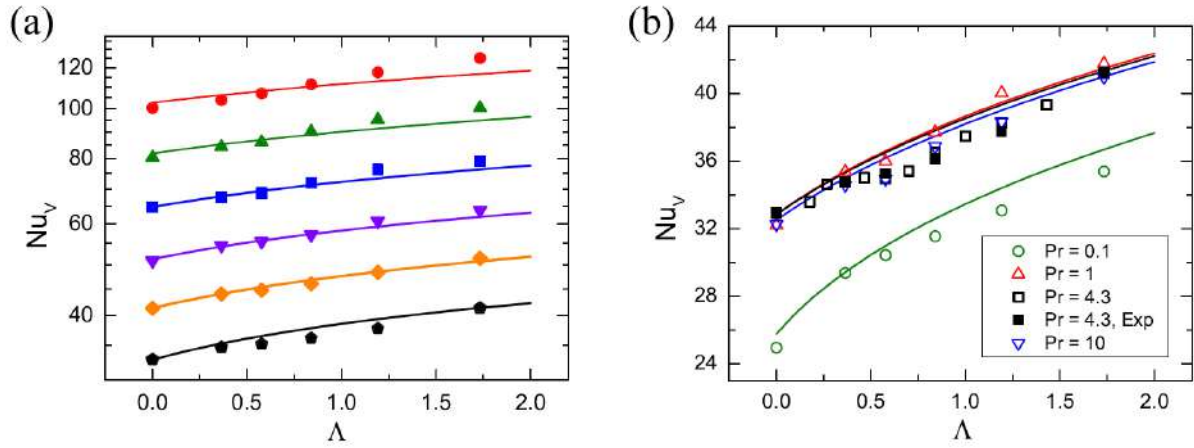 (a)
120
100
80
60
40
0.0 0.5 1.0 1.5 2.0
Nu_V
Λ
(b)
44
40
36
32
28
24
0.0 0.5 1.0 1.5 2.0
Nu_V
Λ
Pr = 0.1
Pr = 1
Pr = 4.3
Pr = 4.3, Exp
Pr = 10